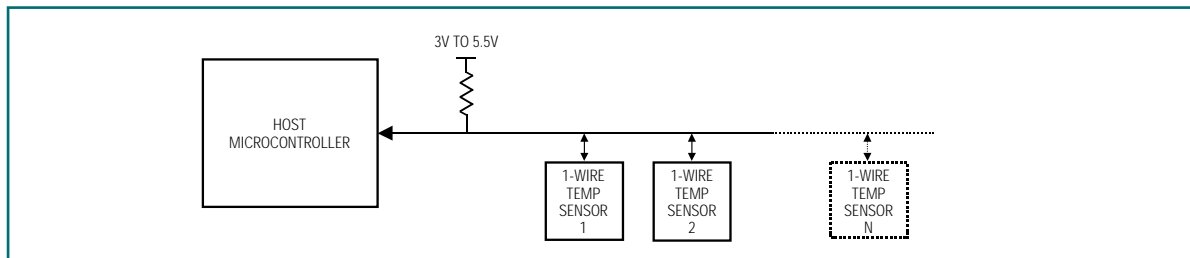 3V TO 5.5V
HOST
MICROCONTROLLER
1-WIRE
TEMP
SENSOR
1
1-WIRE
TEMP
SENSOR
2
1-WIRE
TEMP
SENSOR
N